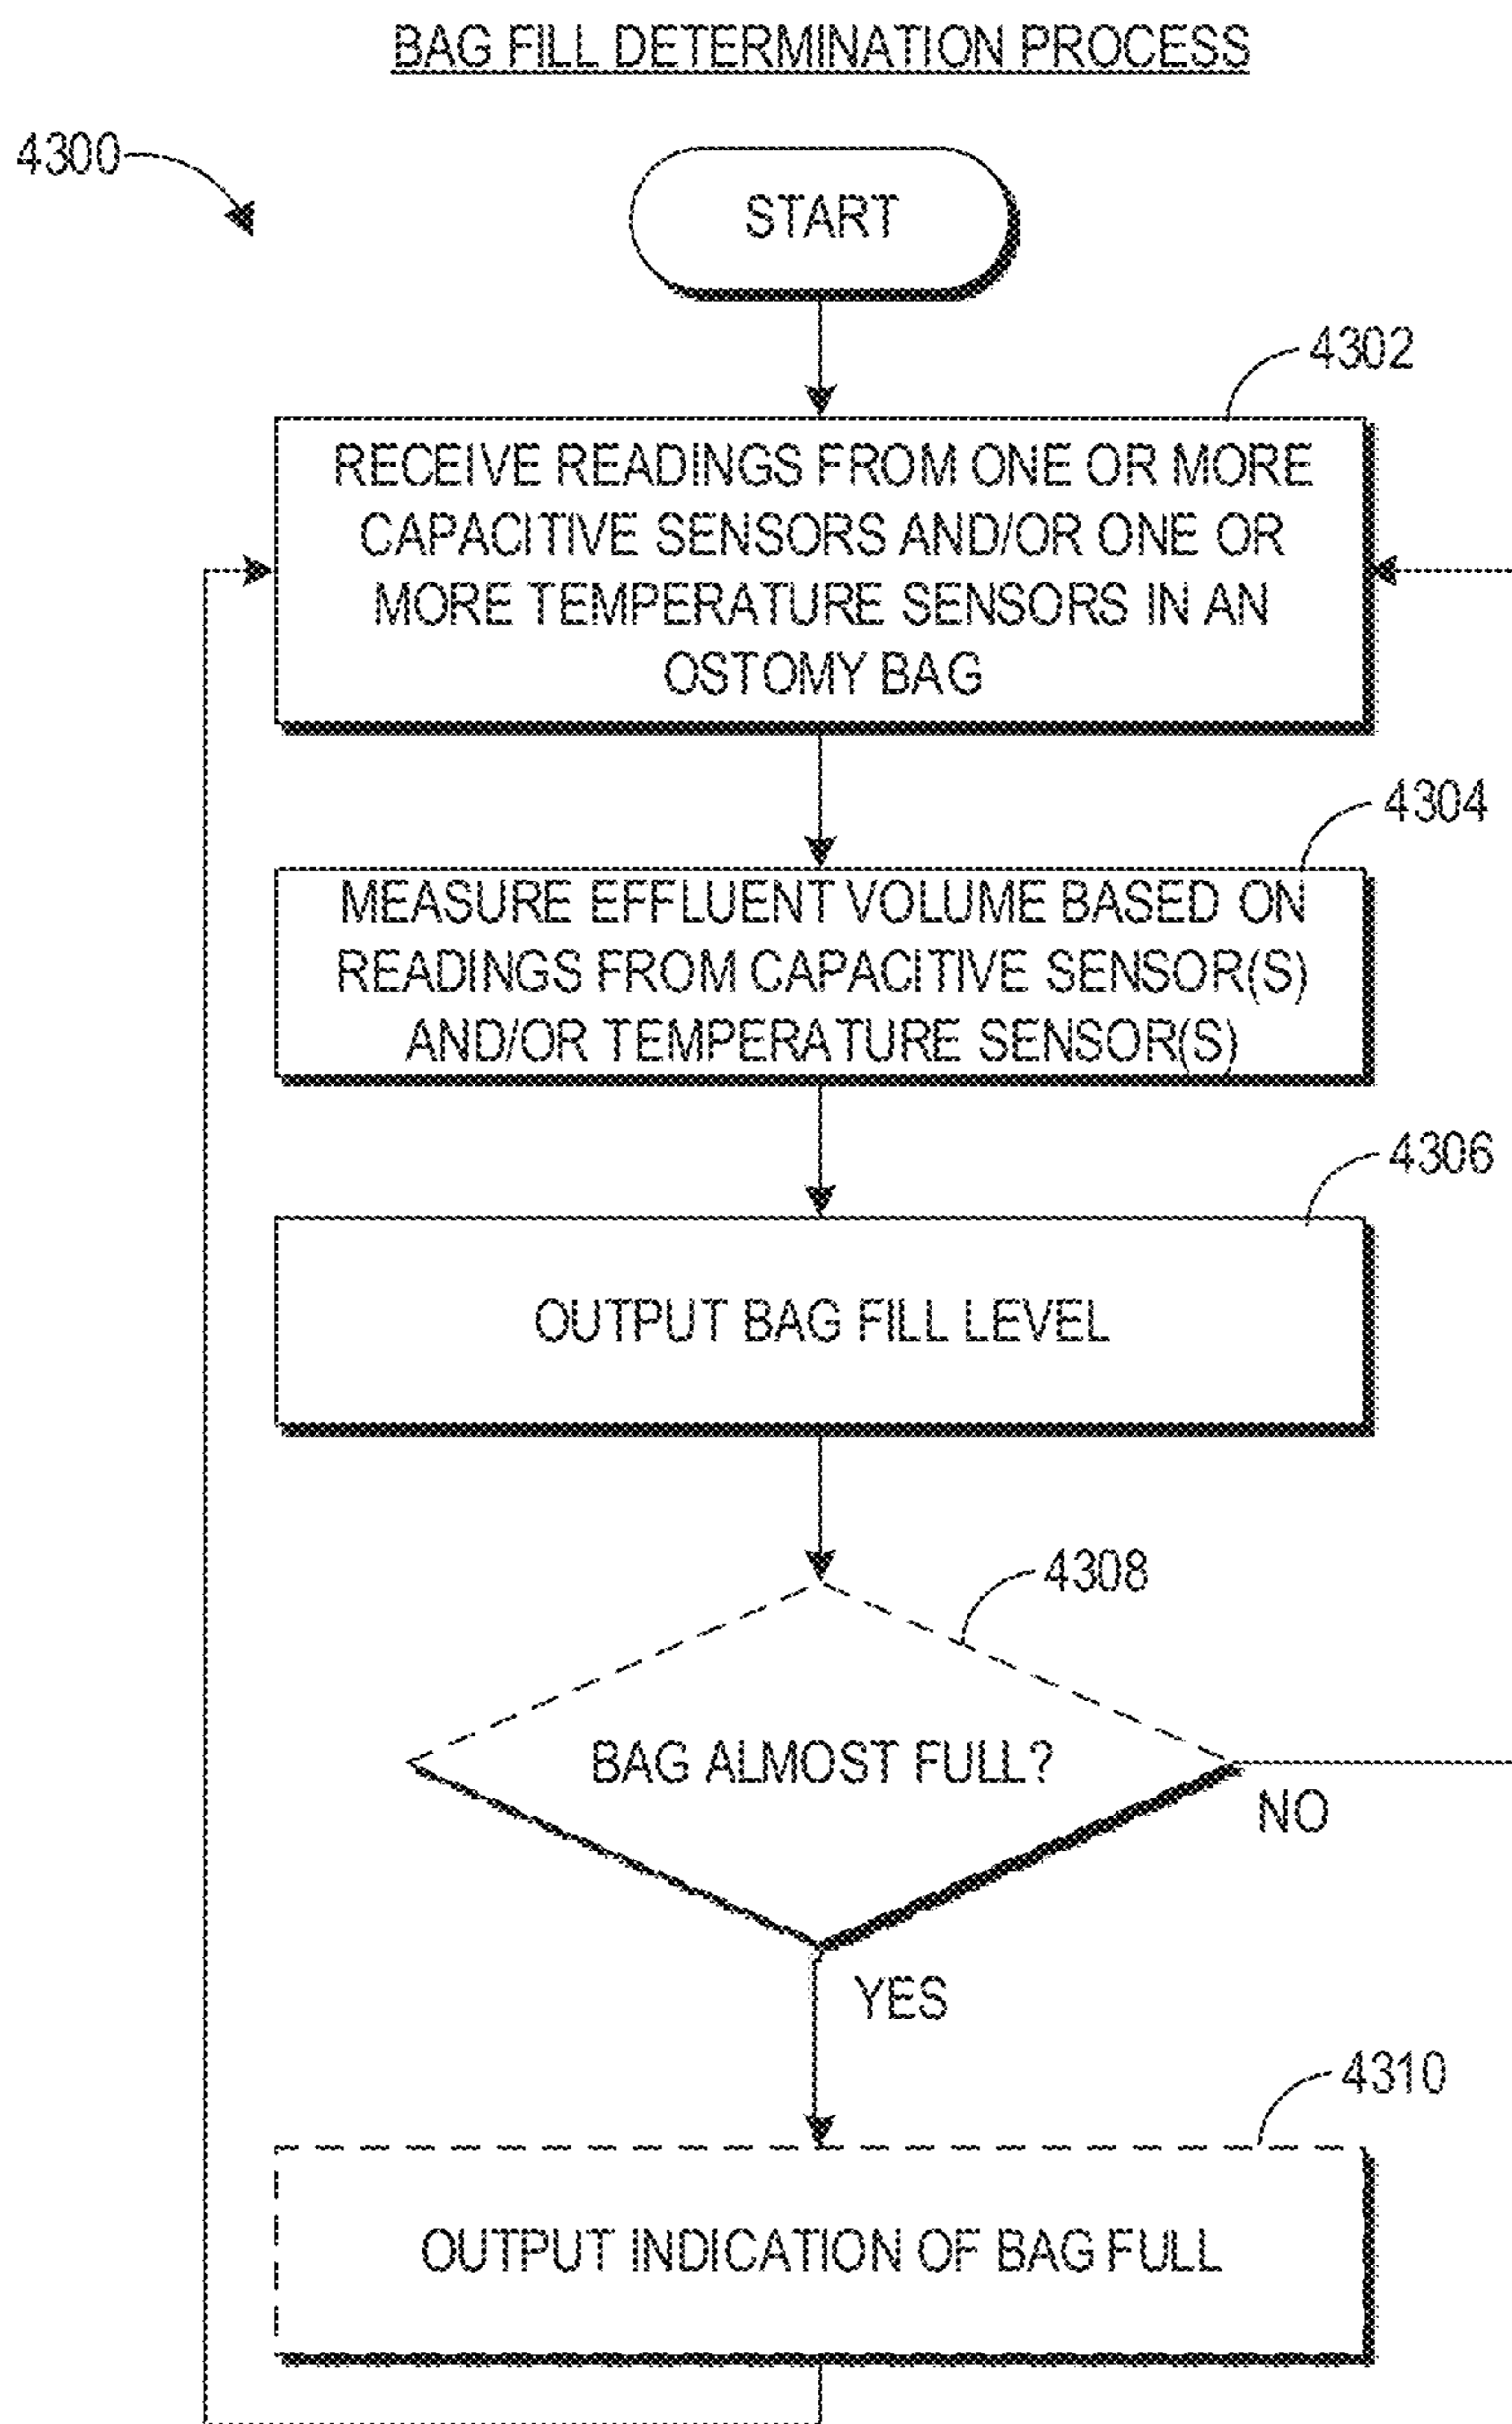 BAG FILL DETERMINATION PROCESS
4300
START
4302
RECEIVE READINGS FROM ONE OR MORE
CAPACITIVE SENSORS AND/OR ONE OR
MORE TEMPERATURE SENSORS IN AN
OSTOMY BAG
4304
MEASURE EFFLUENT VOLUME BASED ON
READINGS FROM CAPACITIVE SENSOR(S)
AND/OR TEMPERATURE SENSOR(S)
4306
OUTPUT BAG FILL LEVEL
4308
BAG ALMOST FULL?
NO
YES
4310
OUTPUT INDICATION OF BAG FULL